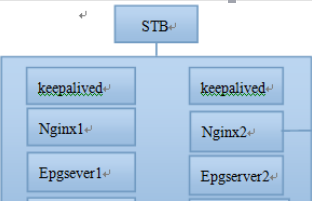 STB
keepalived
keepalived
Nginx1
Nginx2
Epgsever1
Epgserver2